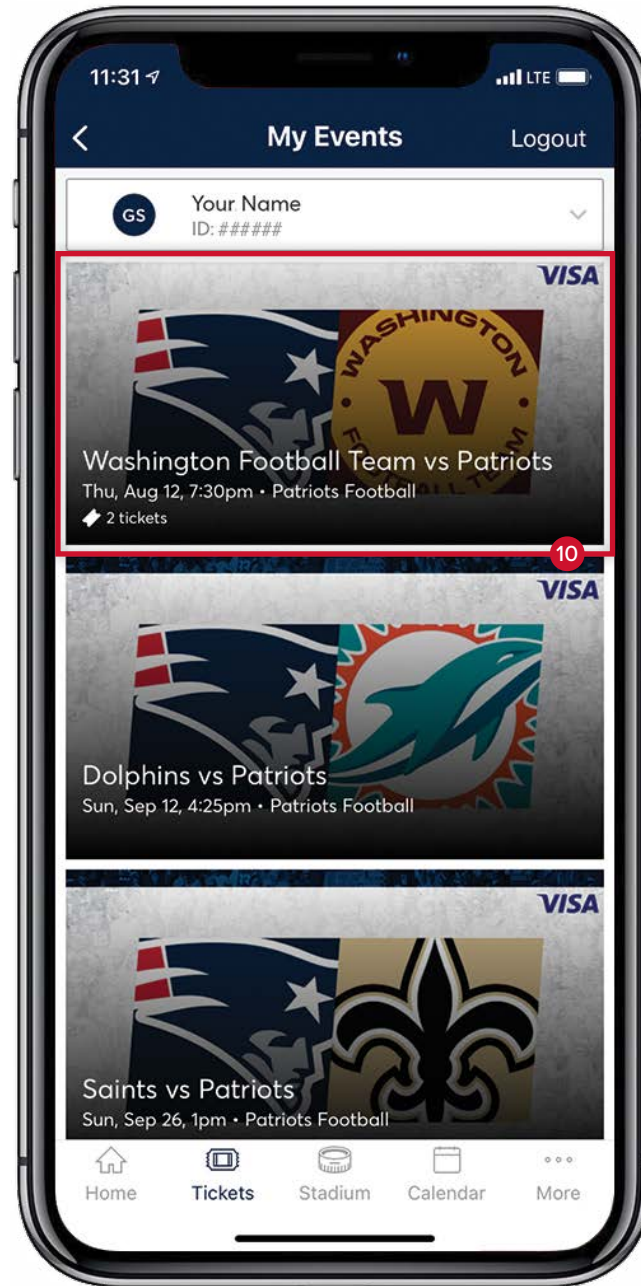 11:31 LTE
My Events Logout
GS Your Name
ID: ######
VISA
WASHINGTON
W
FOOTBALL TEAM
Washington Football Team vs Patriots
Thu, Aug 12, 7:30pm • Patriots Football
2 tickets
10
VISA
Dolphins vs Patriots
Sun, Sep 12, 4:25pm • Patriots Football
VISA
Saints vs Patriots
Sun, Sep 26, 1pm • Patriots Football
Home Tickets Stadium Calendar More